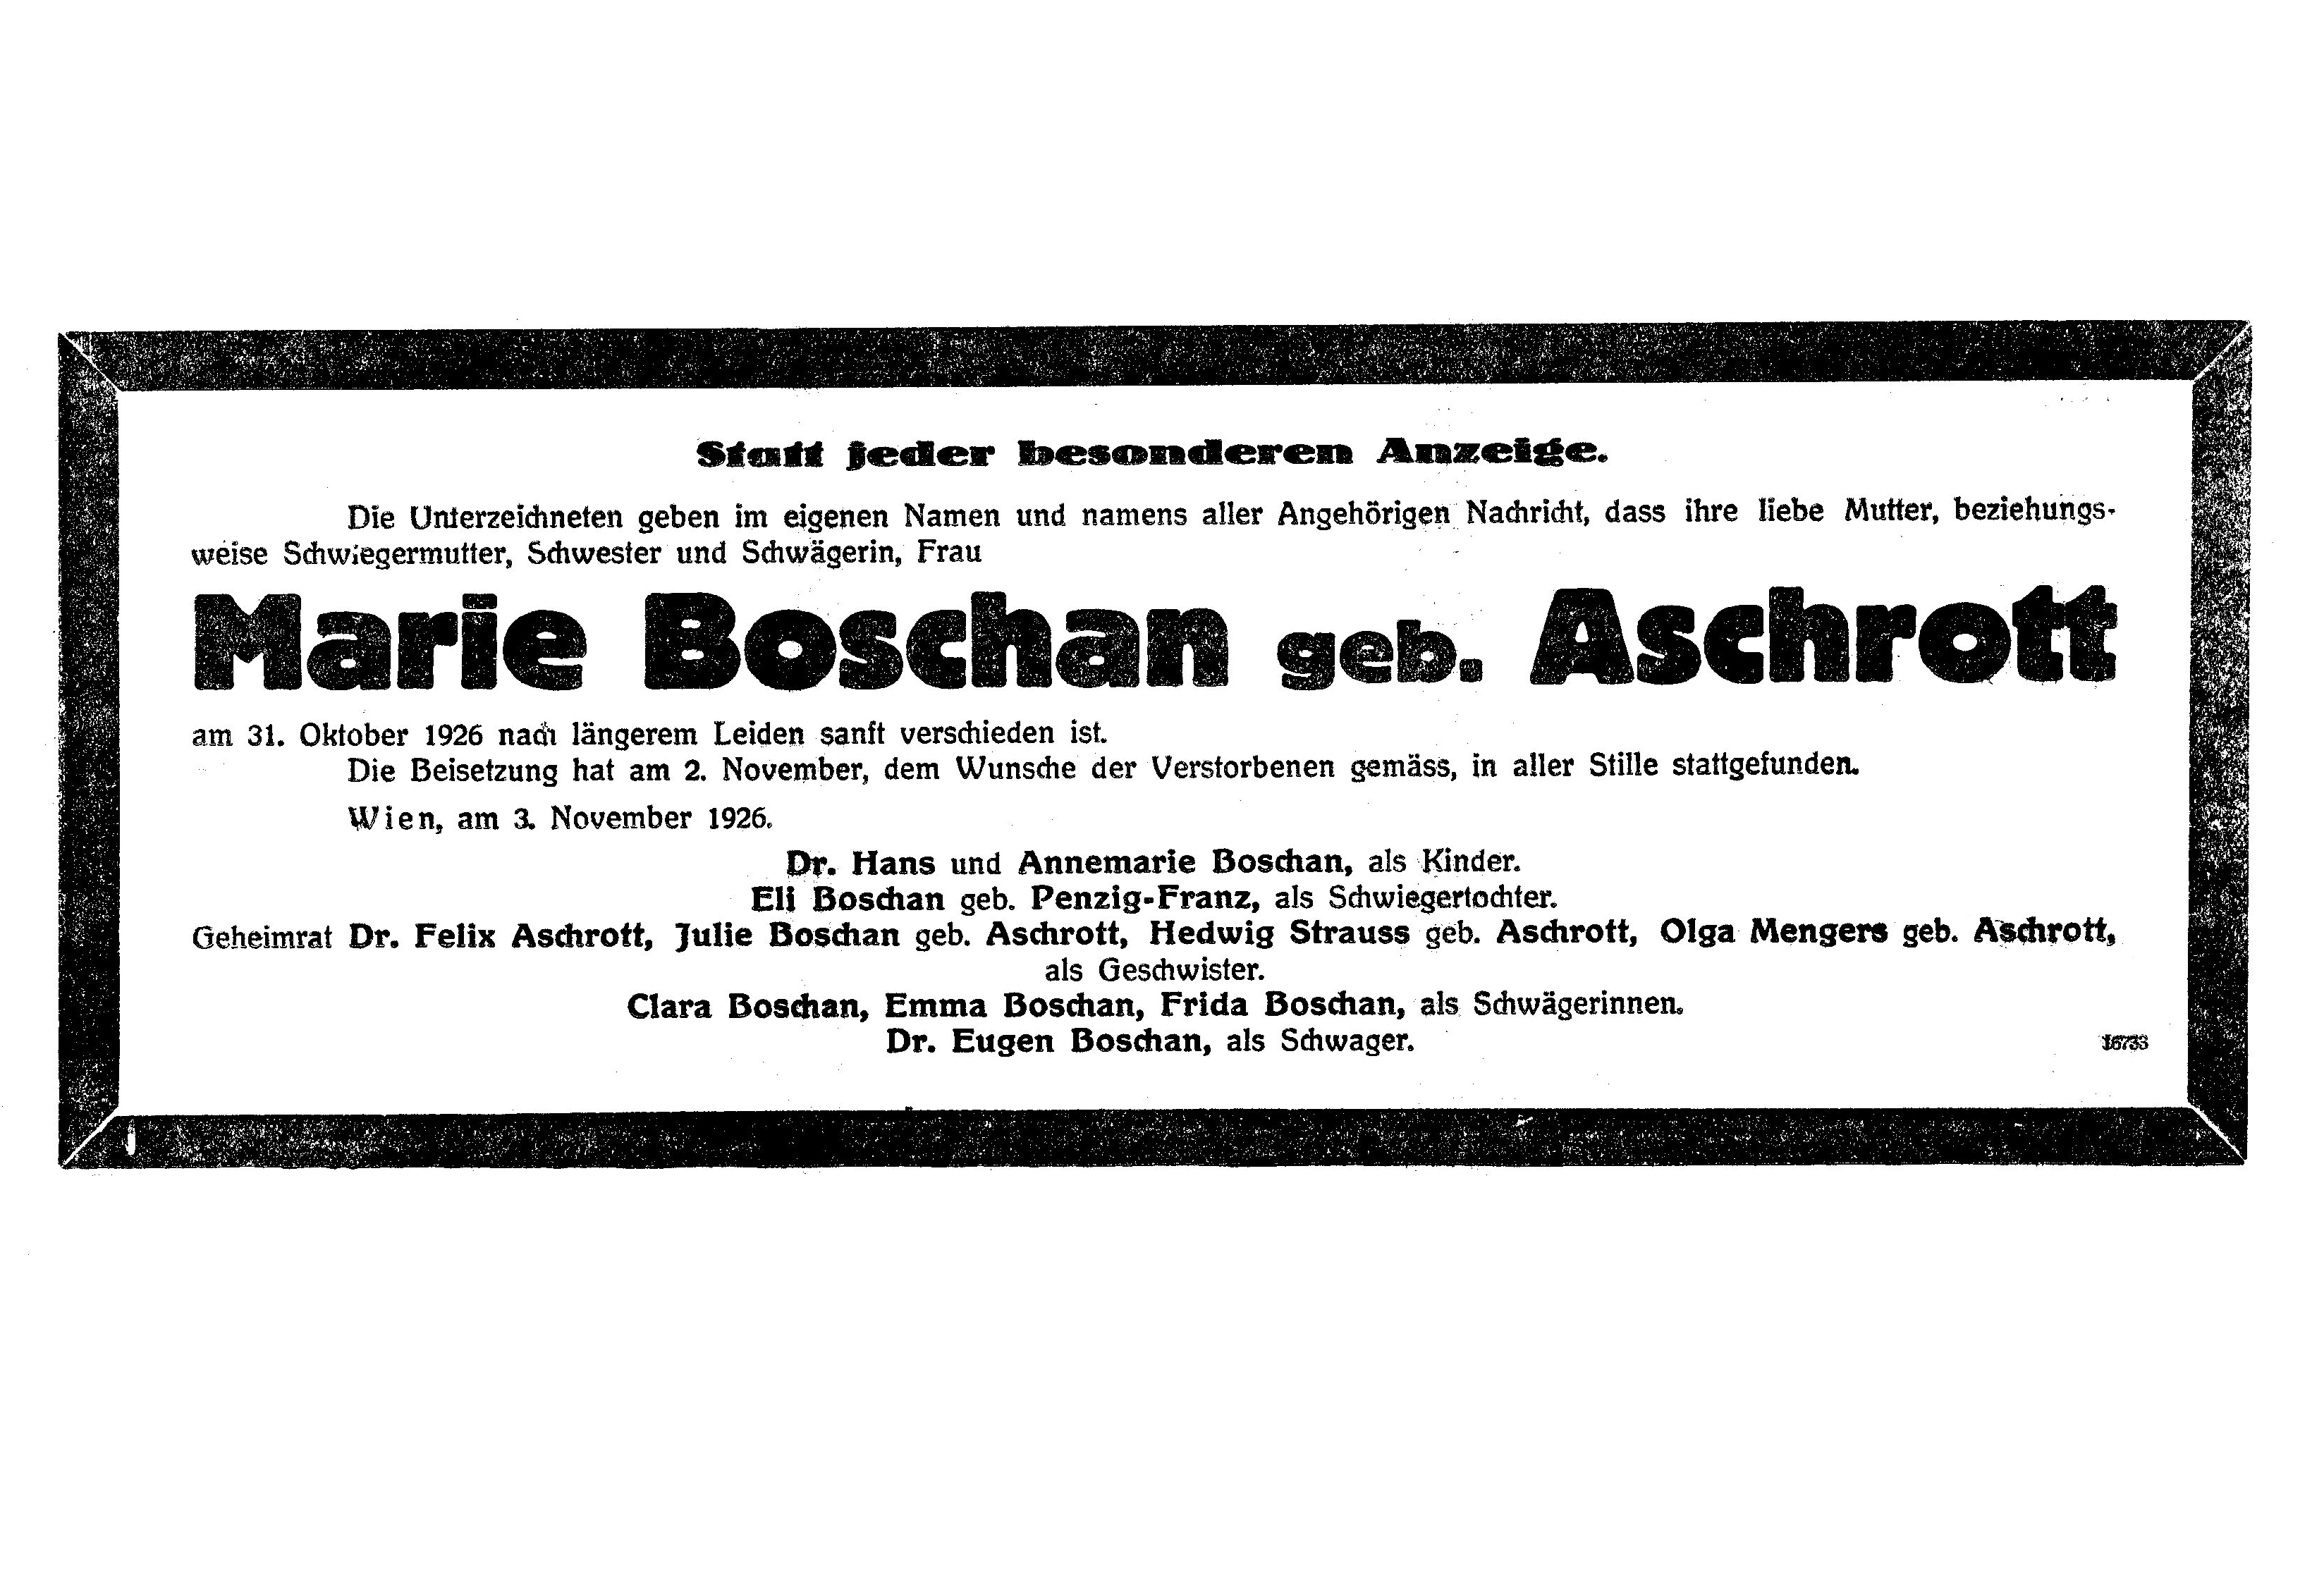 Statt jeder besonderen Anzeige.
Die Unterzeichneten geben im eigenen Namen und namens aller Angehörigen Nachricht, dass ihre liebe Mutter, beziehungs-
weise Schwiegermutter, Schwester und Schwägerin, Frau
Marie Boschan geb. Aschrott
am 31. Oktober 1926 nach längerem Leiden sanft verschieden ist.
Die Beisetzung hat am 2. November, dem Wunsche der Verstorbenen gemäss, in aller Stille stattgefunden.
Wien, am 3. November 1926.
Dr. Hans und Annemarie Boschan, als Kinder.
Eli Boschan geb. Penzig-Franz, als Schwiegertochter.
Geheimrat Dr. Felix Aschrott, Julie Boschan geb. Aschrott, Hedwig Strauss geb. Aschrott, Olga Mengers geb. Aschrott,
als Geschwister.
Clara Boschan, Emma Boschan, Frida Boschan, als Schwägerinnen.
Dr. Eugen Boschan, als Schwager.
16733